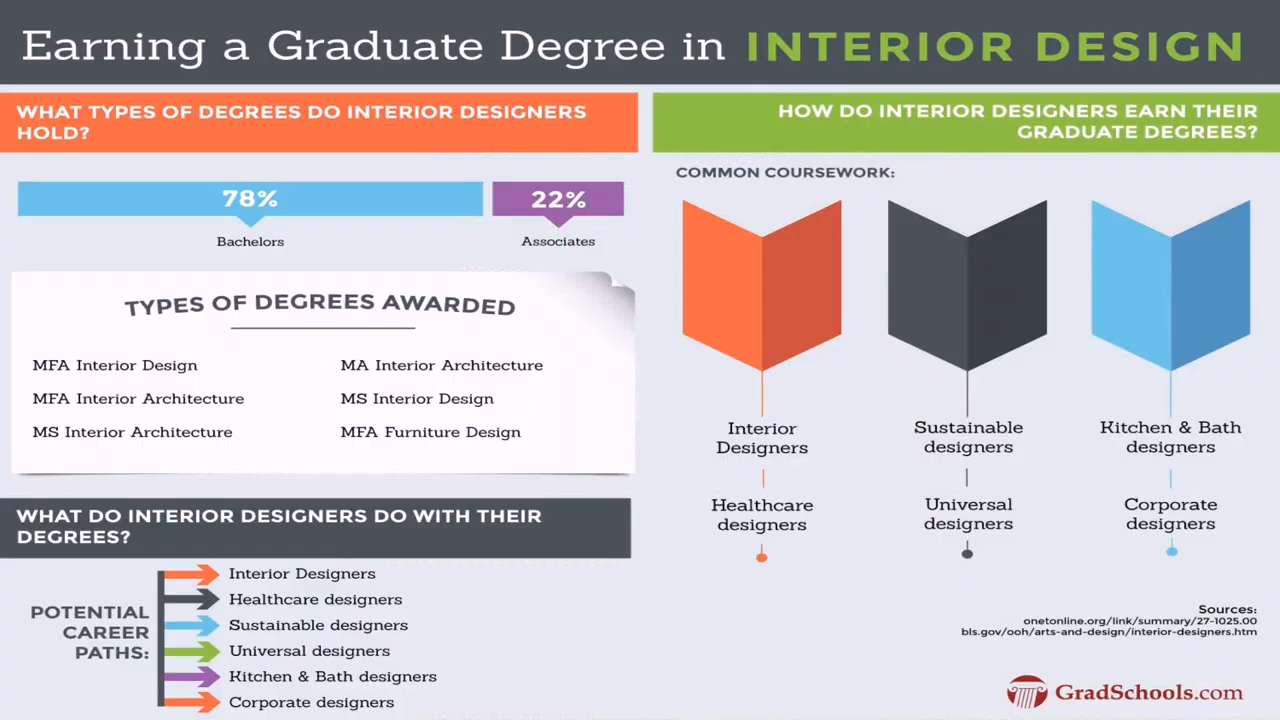 Earning a Graduate Degree in INTERIOR DESIGN
WHAT TYPES OF DEGREES DO INTERIOR DESIGNERS
HOLD?
78%
22%
Bachelors
Associates
TYPES OF DEGREES AWARDED
MFA Interior Design
MA Interior Architecture
MFA Interior Architecture
MS Interior Design
MS Interior Architecture
MFA Furniture Design
WHAT DO INTERIOR DESIGNERS DO WITH THEIR
DEGREES?
POTENTIAL
CAREER
PATHS:
Interior Designers
Healthcare designers
Sustainable designers
Universal designers
Kitchen & Bath designers
Corporate designers
HOW DO INTERIOR DESIGNERS EARN THEIR
GRADUATE DEGREES?
COMMON COURSEWORK:
Interior
Designers
Healthcare
designers
Sustainable
designers
Universal
designers
Kitchen & Bath
designers
Corporate
designers
Sources:
onetonline.org/link/summary/27-1025.00
bls.gov/ooh/arts-and-design/interior-designers.htm
GradSchools.com